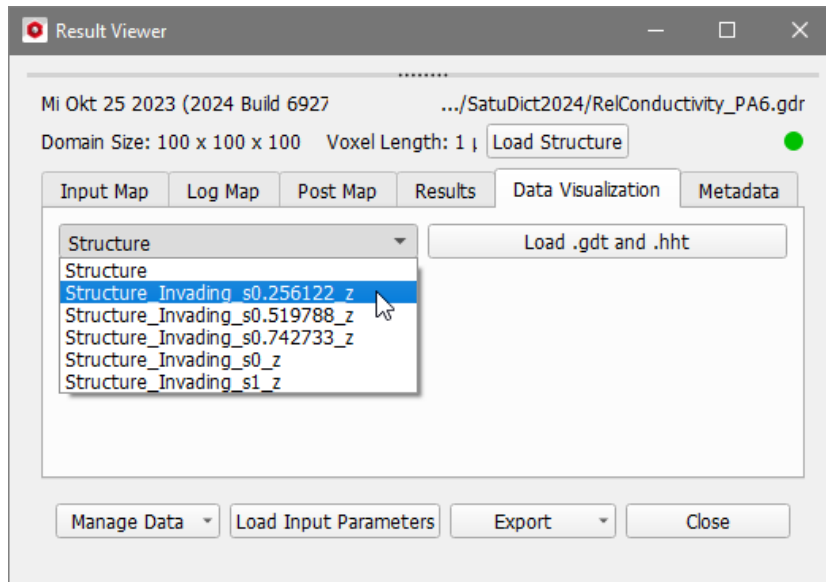 Result Viewer
Mi Okt 25 2023 (2024 Build 6927 .../SatuDict2024/RelConductivity_PA6.gdr
Domain Size: 100 x 100 x 100 Voxel Length: 1 Load Structure
Input Map Log Map Post Map Results Data Visualization Metadata
Structure Load .gdt and .hht
Structure
Structure_Invading_s0.256122_z
Structure_Invading_s0.519788_z
Structure_Invading_s0.742733_z
Structure_Invading_s0_z
Structure_Invading_s1_z
Manage Data Load Input Parameters Export Close